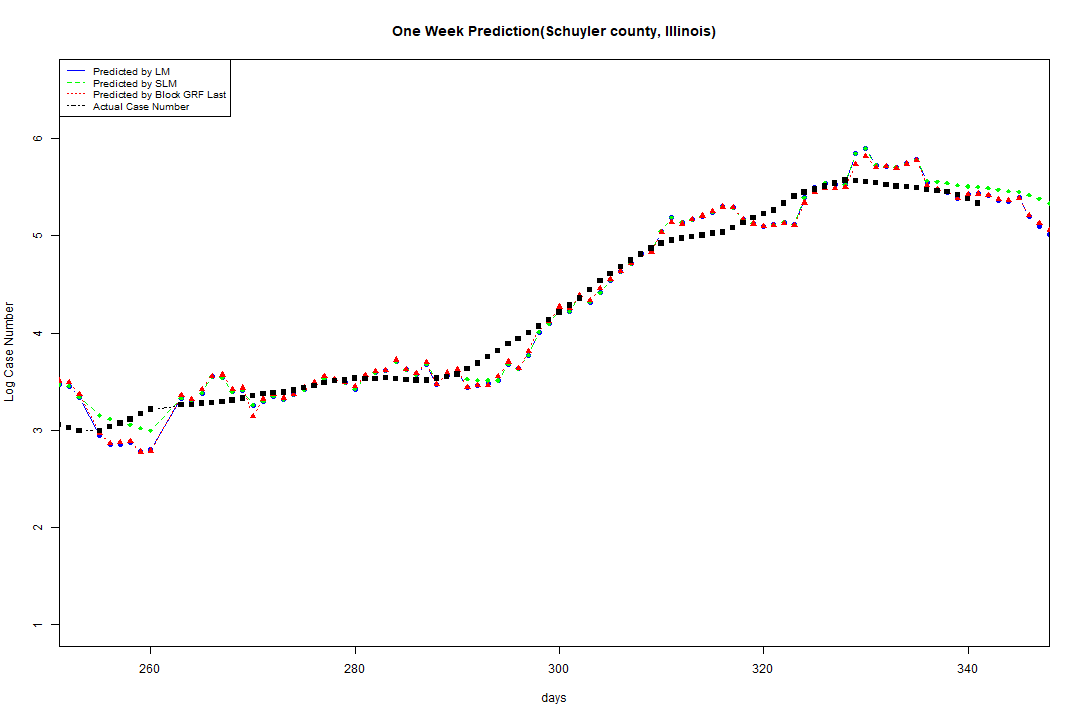 One Week Prediction(Schuyler county, Illinois)
Predicted by LM
Predicted by SLM
Predicted by Block GRF Last
Actual Case Number
6
5
4
3
2
1
Log Case Number
260 280 300 320 340
days